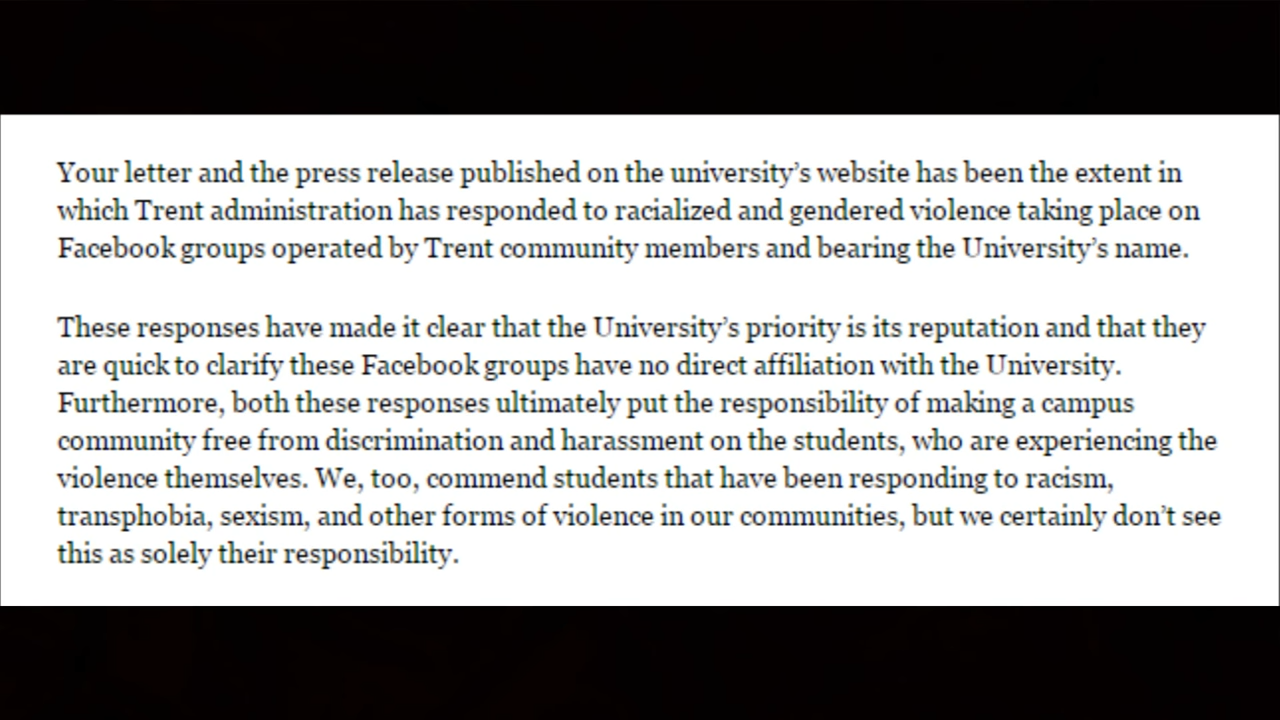 Your letter and the press release published on the university’s website has been the extent in
which Trent administration has responded to racialized and gendered violence taking place on
Facebook groups operated by Trent community members and bearing the University’s name.
These responses have made it clear that the University’s priority is its reputation and that they
are quick to clarify these Facebook groups have no direct affiliation with the University.
Furthermore, both these responses ultimately put the responsibility of making a campus
community free from discrimination and harassment on the students, who are experiencing the
violence themselves. We, too, commend students that have been responding to racism,
transphobia, sexism, and other forms of violence in our communities, but we certainly don’t see
this as solely their responsibility.